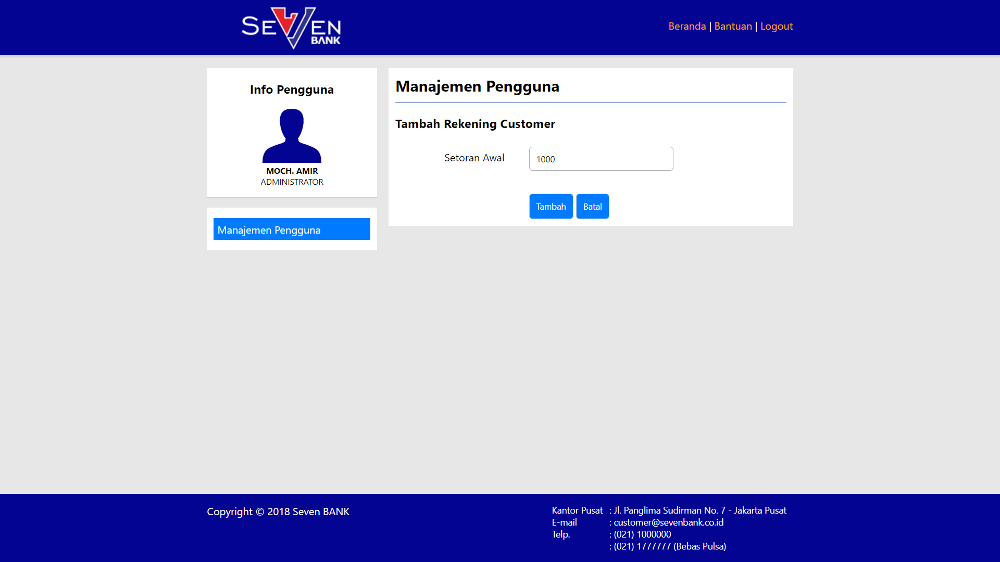 SEVEN
BANK
Beranda | Bantuan | Logout
Info Pengguna
MOCH. AMIR
ADMINISTRATOR
Manajemen Pengguna
Manajemen Pengguna
Tambah Rekening Customer
Setoran Awal 1000
Tambah Batal
Copyright © 2018 Seven BANK
Kantor Pusat : Jl. Panglima Sudirman No. 7 - Jakarta Pusat
E-mail : customer@sevenbank.co.id
Telp. : (021) 1000000
: (021) 1777777 (Bebas Pulsa)